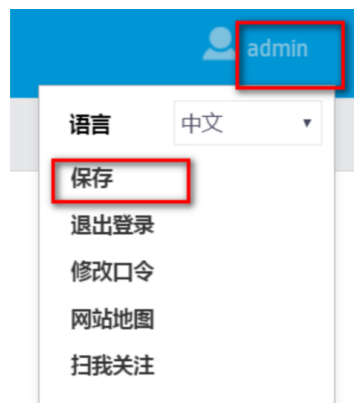 admin
语言 中文
保存
退出登录
修改口令
网站地图
扫我关注